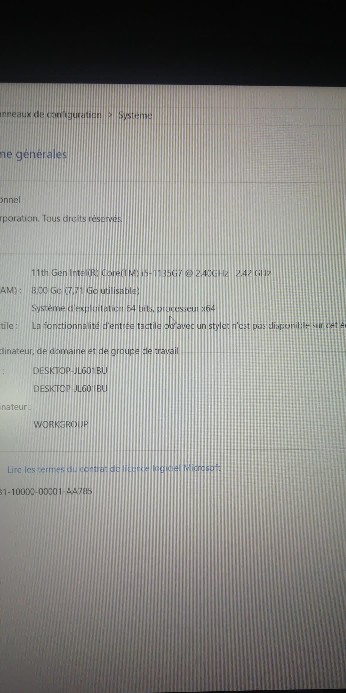 nneaux de configuration > Système
me générales
onnel
rporation. Tous droits réservés.
11th Gen Intel(R) Core(TM) i5-1135G7 @ 2.40GHz 2.42 GHz
AM) : 8,00 Go (7,71 Go utilisable)
Système d'exploitation 64 bits, processeur x64
tile : La fonctionnalité d'entrée tactile ou avec un stylet n'est pas disponible sur cet é
dinateur, de domaine et de groupe de travail
: DESKTOP-JL601BU
DESKTOP-JL601BU
nateur :
WORKGROUP
Lire les termes du contrat de licence logiciel Microsoft
31-10000-00001-AA785